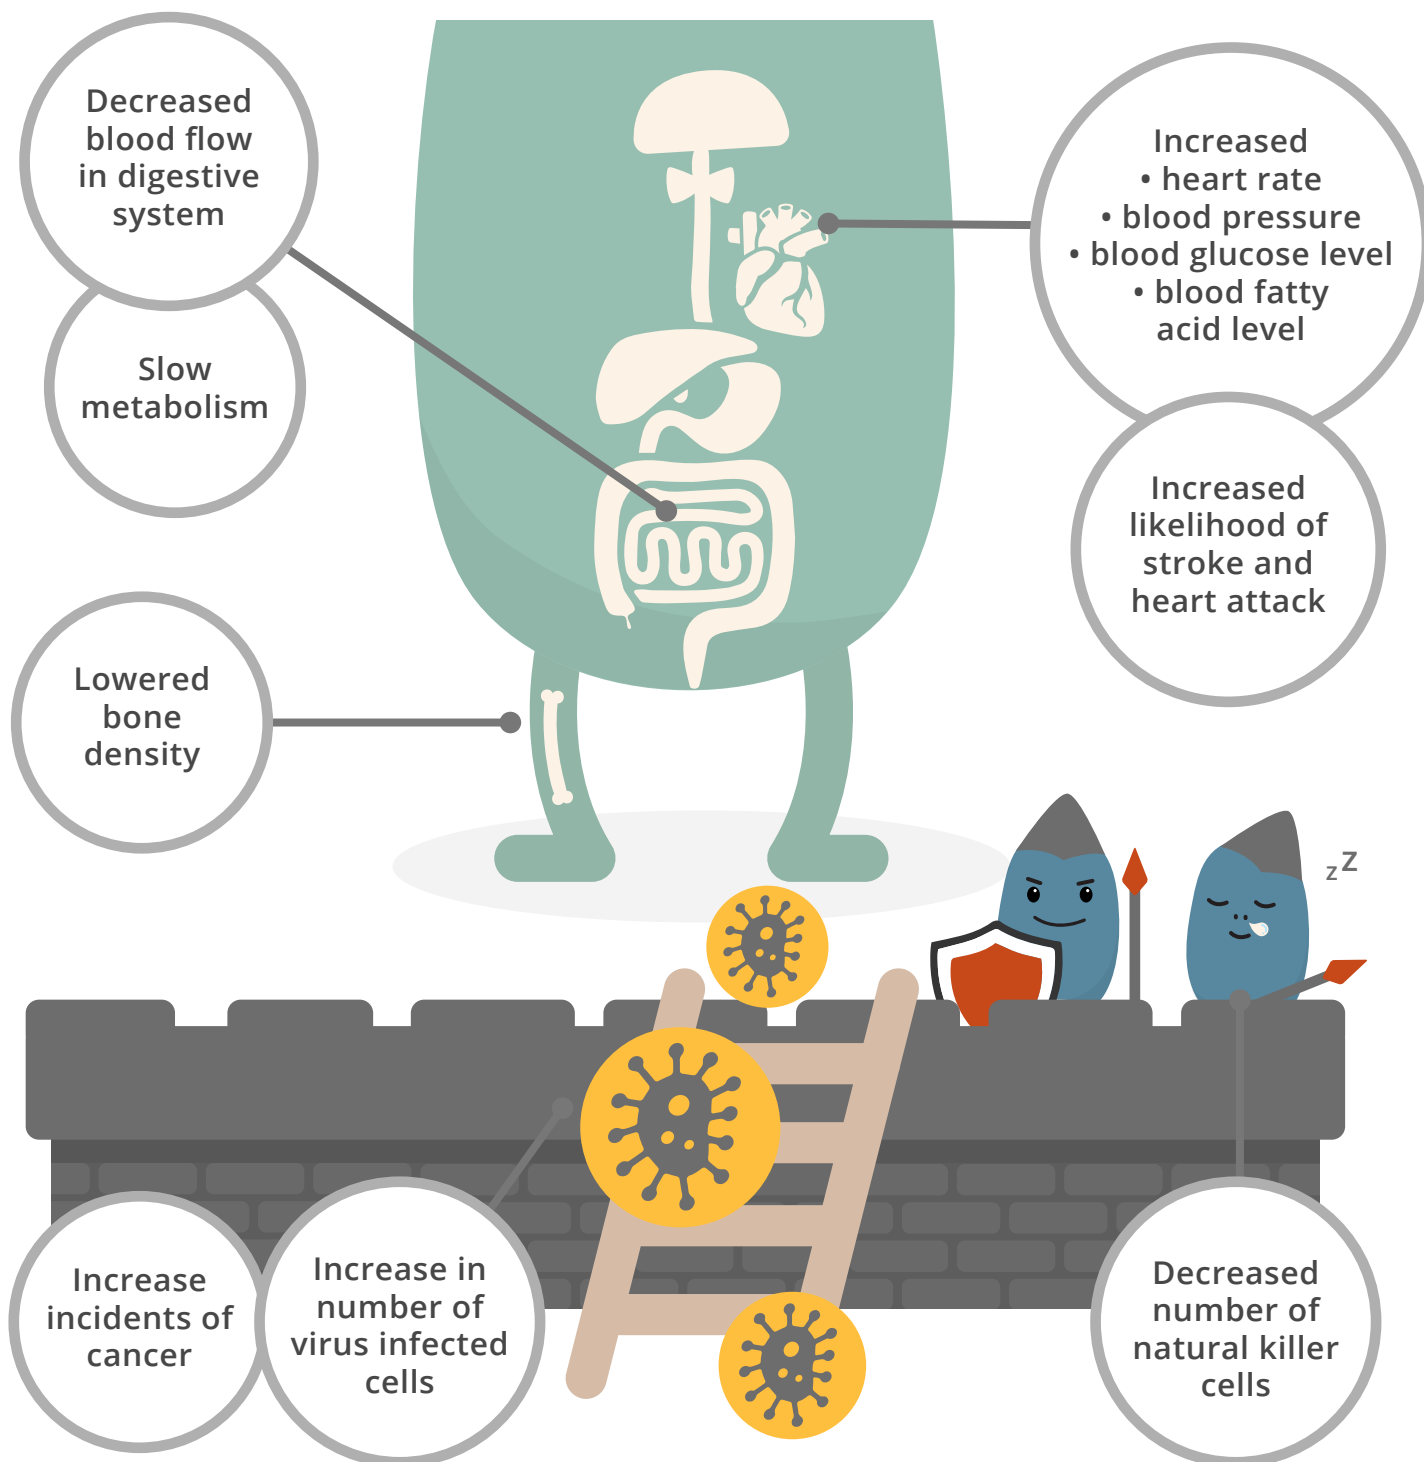 Decreased
blood flow
in digestive
system
Increased
• heart rate
• blood pressure
• blood glucose level
• blood fatty
acid level
Slow
metabolism
Increased
likelihood of
stroke and
heart attack
Lowered
bone
density
z Z
Increase
incidents of
cancer
Increase in
number of
virus infected
cells
Decreased
number of
natural killer
cells